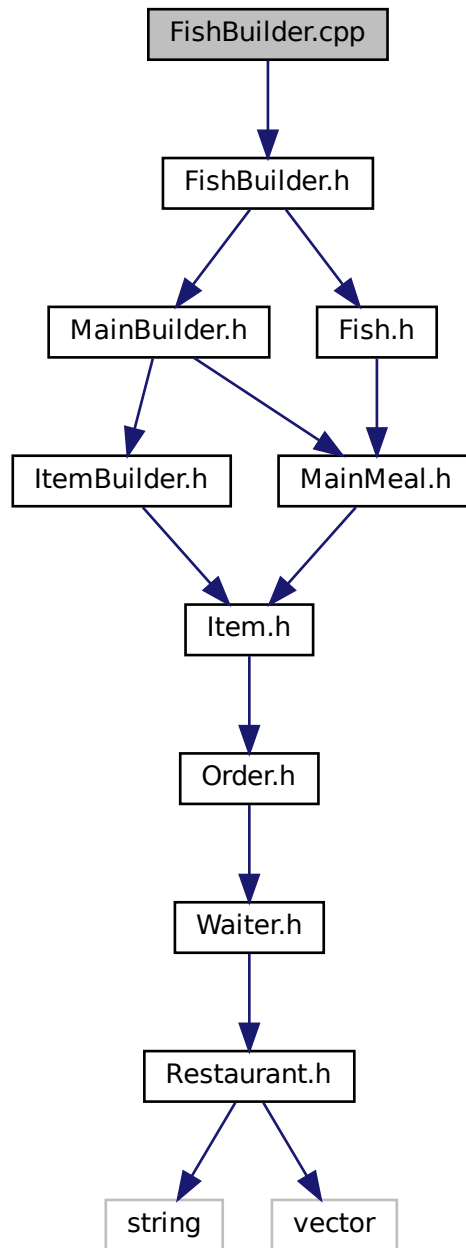 FishBuilder.cpp
FishBuilder.h
MainBuilder.h
Fish.h
ItemBuilder.h
MainMeal.h
Item.h
Order.h
Waiter.h
Restaurant.h
string
vector